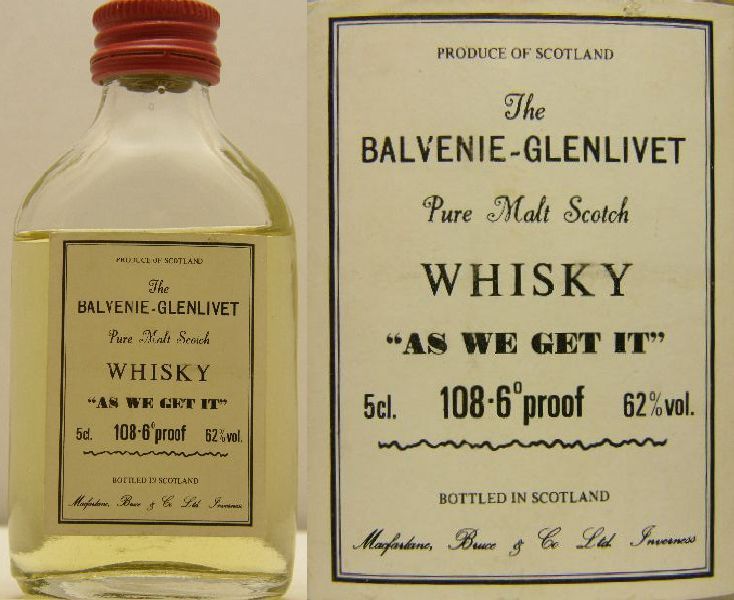 PRODUCE OF SCOTLAND
The
BALVENIE-GLENLIVET
Pure Malt Scotch
WHISKY
“AS WE GET IT”
5cl. 108·6° proof 62% vol.
BOTTLED IN SCOTLAND
Macfarlane, Bruce & Co Ltd Inverness
PRODUCE OF SCOTLAND
The
BALVENIE-GLENLIVET
Pure Malt Scotch
WHISKY
“AS WE GET IT”
5cl. 108·6° proof 62% vol.
BOTTLED IN SCOTLAND
Macfarlane, Bruce & Co Ltd. Inverness